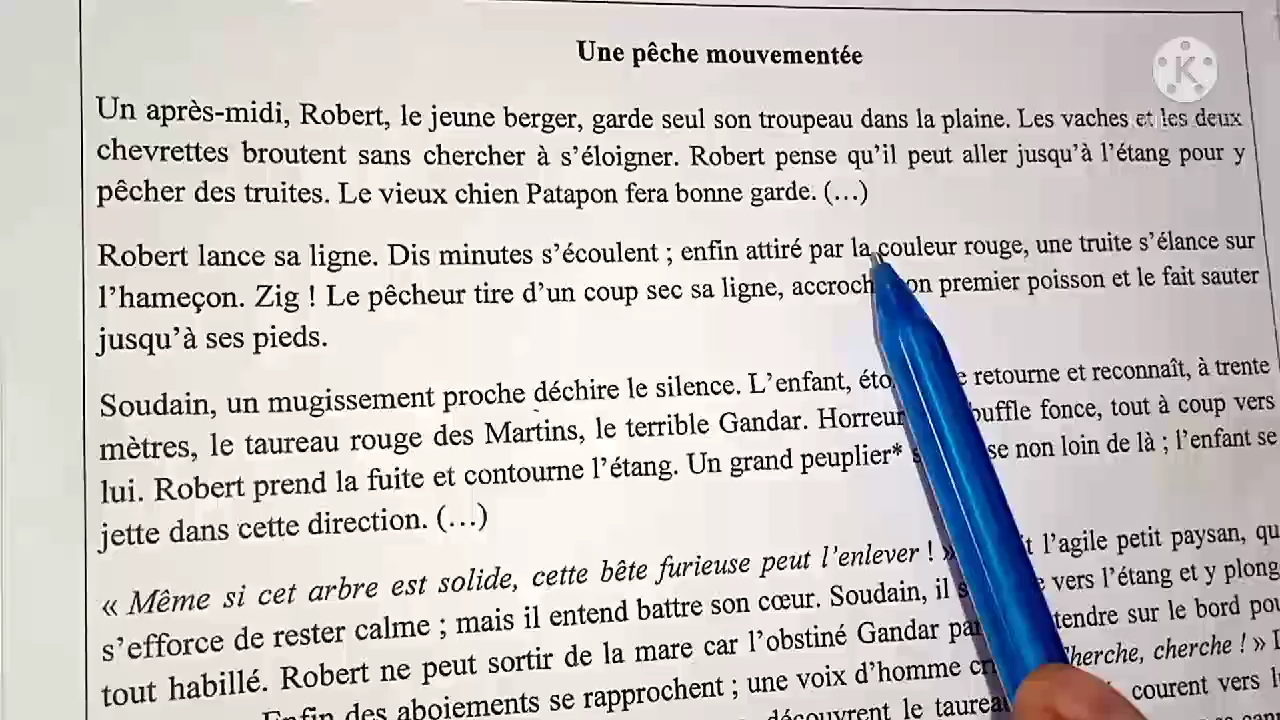 Une pêche mouvementée
K
Un après-midi, Robert, le jeune berger, garde seul son troupeau dans la plaine. Les vaches et les deux
chevrettes broutent sans chercher à s'éloigner. Robert pense qu'il peut aller jusqu'à l'étang pour y
pêcher des truites. Le vieux chien Patapon fera bonne garde. (…)
Robert lance sa ligne. Dis minutes s'écoulent ; enfin attiré par la couleur rouge, une truite s'élance sur
l'hameçon. Zig ! Le pêcheur tire d'un coup sec sa ligne, accroch on premier poisson et le fait sauter
jusqu'à ses pieds.
Soudain, un mugissement proche déchire le silence. L'enfant, retourne et reconnaît, à trente
mètres, le taureau rouge des Martins, le terrible Gandar. Horreur fonce, tout à coup vers
lui. Robert prend la fuite et contourne l'étang. Un grand peuplier* se non loin de là ; l'enfant se
jette dans cette direction. (…)
« Même si cet arbre est solide, cette bête furieuse peut l'enlever ! » l'agile petit paysan, qu
s'efforce de rester calme ; mais il entend battre son cœur. Soudain, il vers l'étang et y plong
tout habillé. Robert ne peut sortir de la mare car l'obstiné Gandar tendre sur le bord pou
Enfin des aboiements se rapprochent ; une voix d'homme cherche ! »
découvrent le taureau courent vers